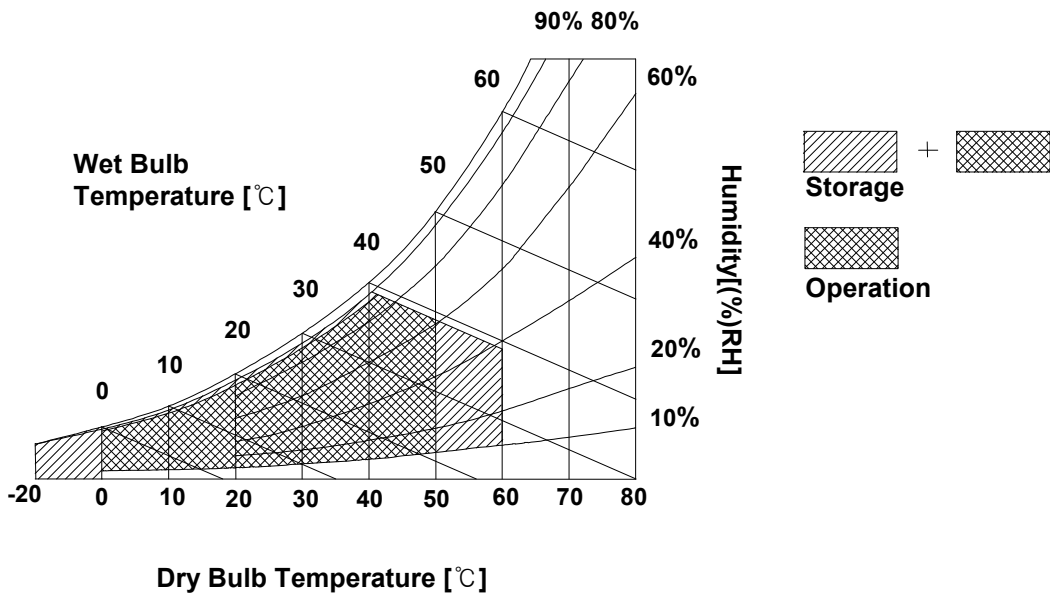 90% 80%
60
60%
Wet Bulb
Temperature [℃]
50
40
30
20
10
0
Humidity[(%)RH]
40%
20%
10%
+
Storage
Operation
-20 0 10 20 30 40 50 60 70 80
Dry Bulb Temperature [℃]